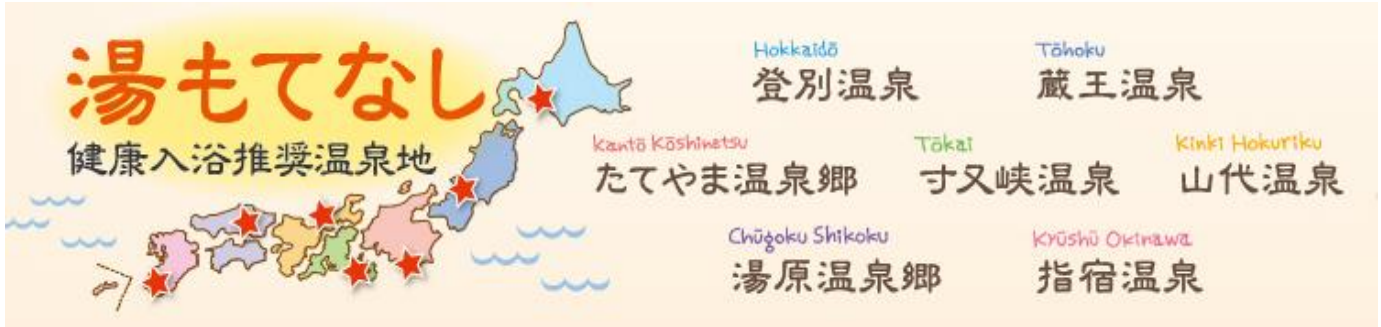 湯もてなし
健康入浴推奨温泉地
Hokkaidō
登別温泉
Tōhoku
蔵王温泉
Kantō Kōshinetsu
たてやま温泉郷
Tōkai
寸又峡温泉
Kinki Hokuriku
山代温泉
Chūgoku Shikoku
湯原温泉郷
Kyūshū Okinawa
指宿温泉